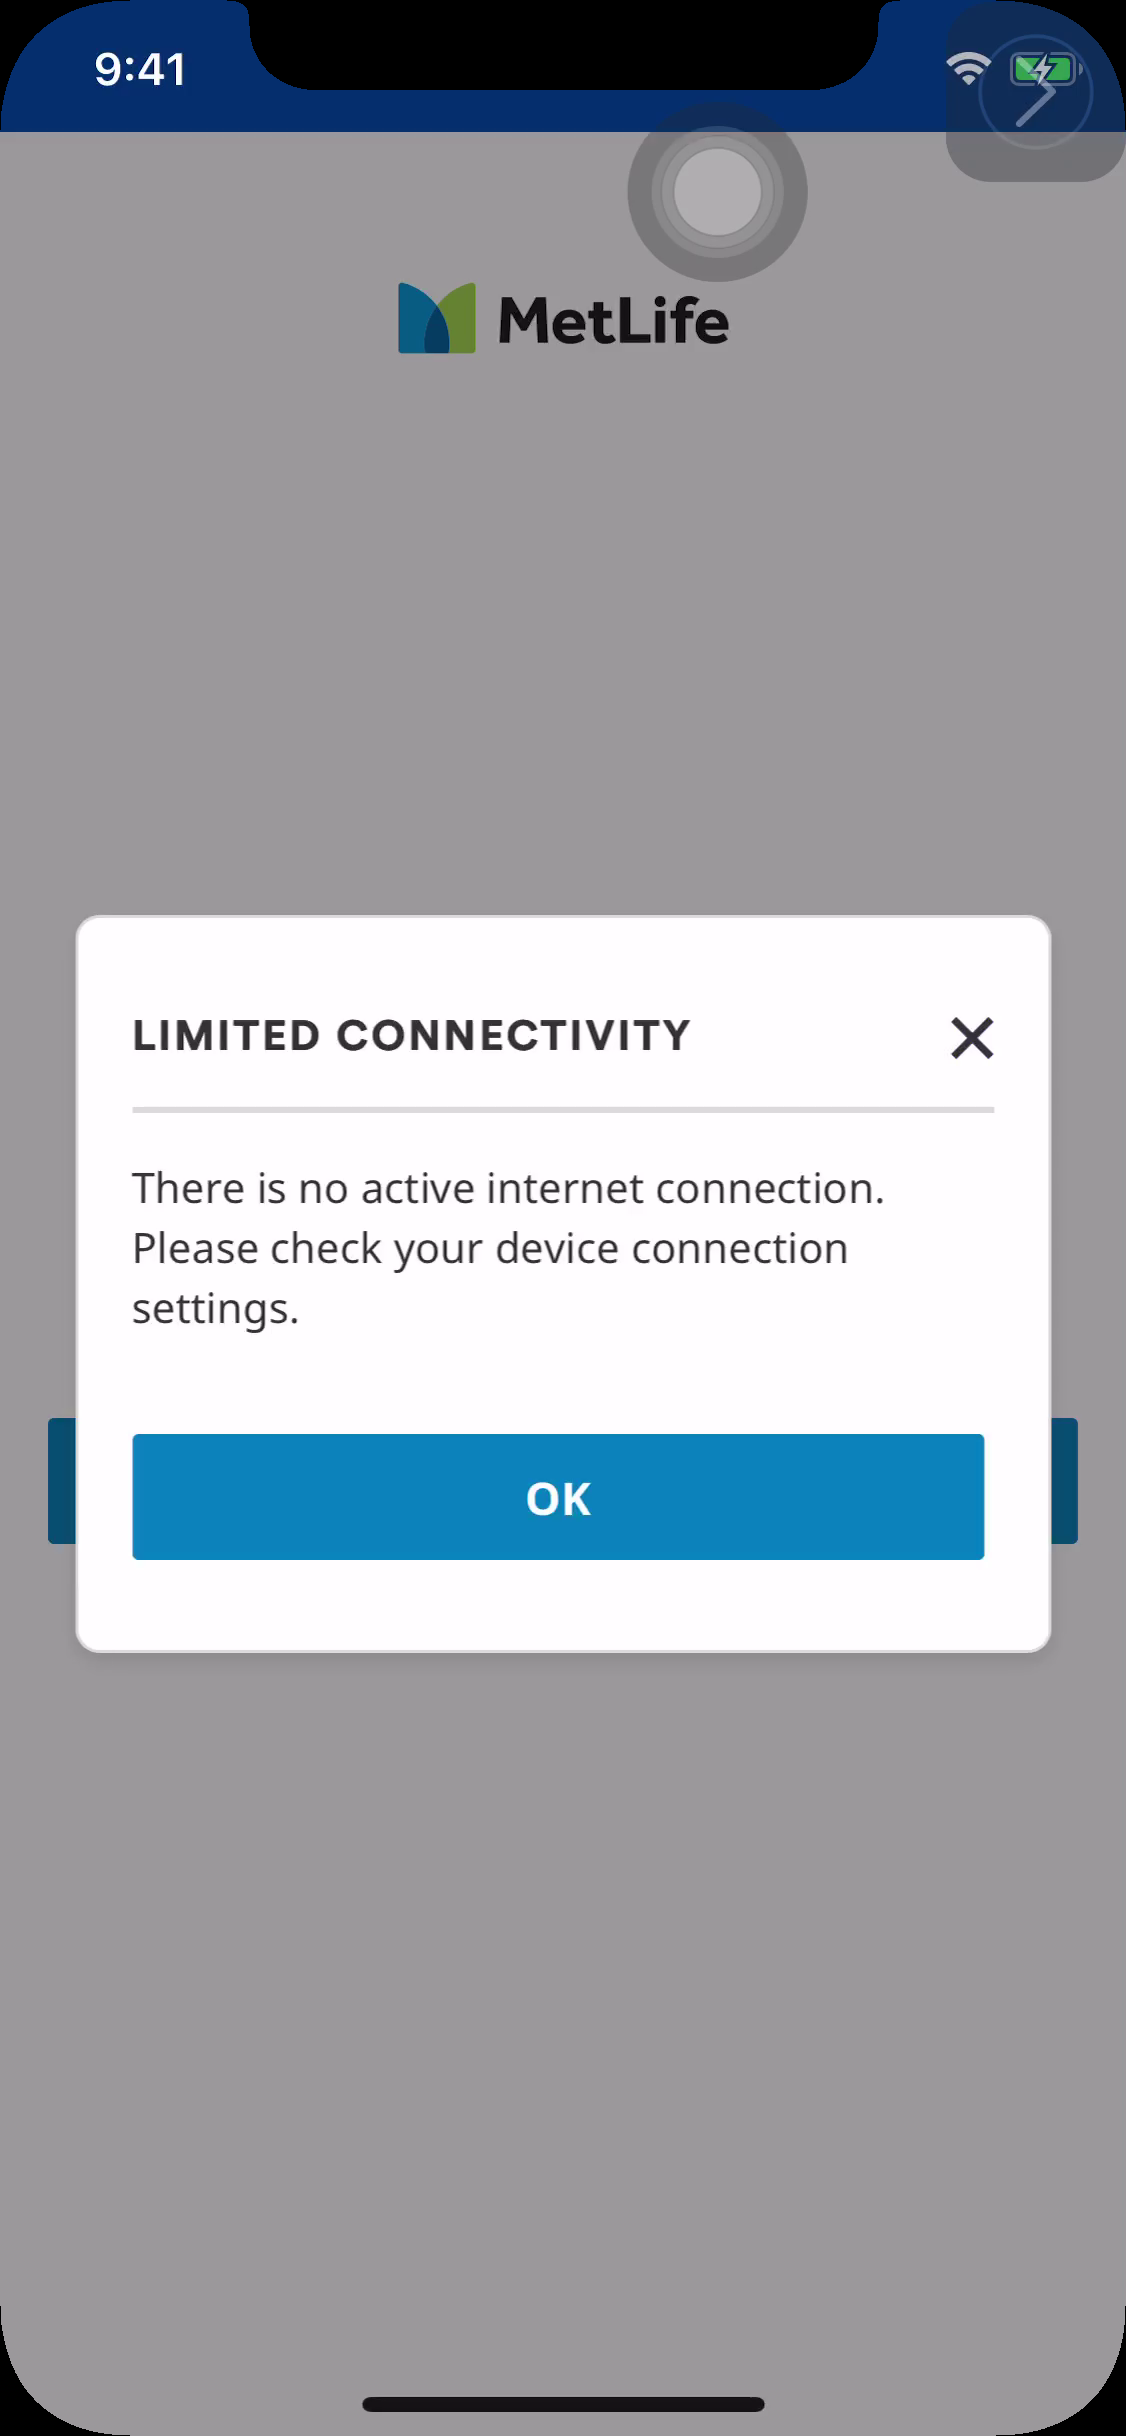 9:41
MetLife
LIMITED CONNECTIVITY
There is no active internet connection.
Please check your device connection
settings.
OK